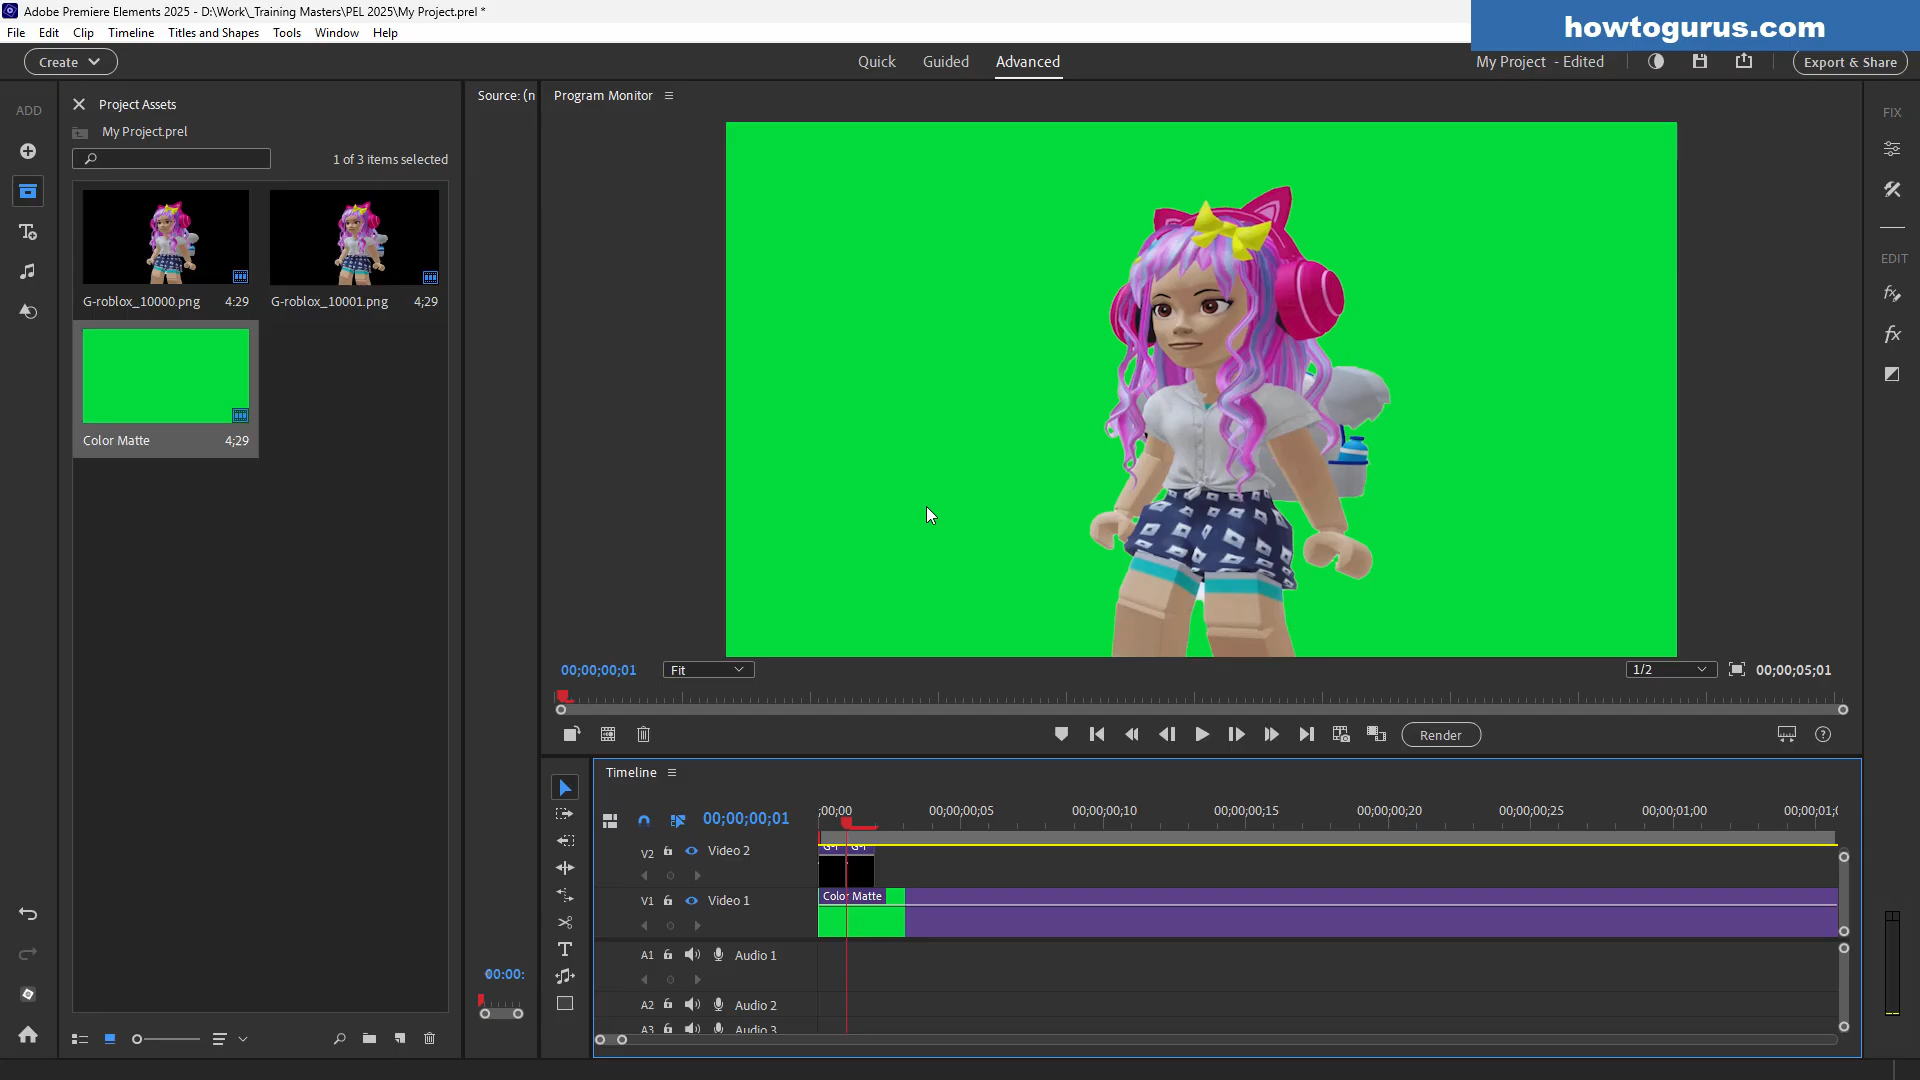 Adobe Premiere Elements 2025 - D:\Work\_Training Masters\PEL 2025\My Project.prel *
howtogurus.com
File Edit Clip Timeline Titles and Shapes Tools Window Help
Create
Quick Guided Advanced
My Project - Edited
Export & Share
ADD
Project Assets
My Project.prel
1 of 3 items selected
G-roblox_10000.png 4:29
G-roblox_10001.png 4;29
Color Matte 4;29
Source: (n
Program Monitor
FIX
EDIT
00;00;00;01
Fit
1/2
00;00;05;01
Render
Timeline
00;00;00;01
;00;00 00;00;00;05 00;00;00;10 00;00;00;15 00;00;00;20 00;00;00;25 00;00;01;00 00;00;01;0
V2 Video 2
V1 Video 1
Color Matte
A1 Audio 1
00:00:
A2 Audio 2
A3 Audio 3